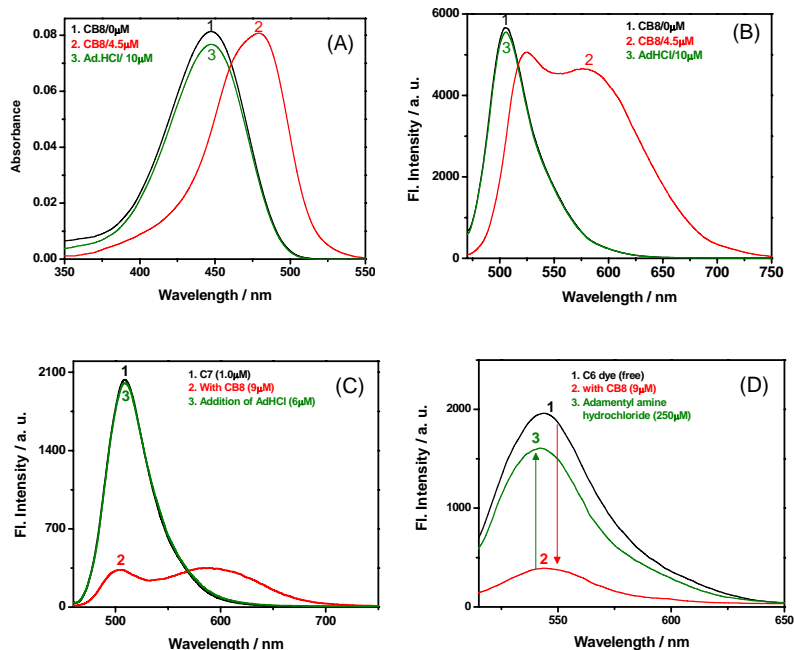 1. CB8/0μM
2. CB8/4.5μM
3. Ad.HCl/ 10μM
(A)
1
2
3
0.08
0.06
0.04
0.02
0.00
Absorbance
350
400
450
500
550
Wavelength / nm
1. CB8/0μM
2. CB8/4.5μM
3. AdHCl/10μM
(B)
1
3
2
6000
4000
2000
0
Fl. Intensity / a. u.
500
550
600
650
700
750
Wavelength / nm
1. C7 (1.0μM)
2. With CB8 (9μM)
3. Addition of AdHCl (6μM)
(C)
1
3
2
2100
1400
700
350
0
Fl. Intensity / a. u.
500
600
700
Wavelength / nm
1. C6 dye (free)
2. with CB8 (9μM)
3. Adamentyl amine
hydrochloride (250μM)
(D)
1
3
2
2000
1500
500
0
Fl. Intensity / a. u.
550
600
650
Wavelength / nm